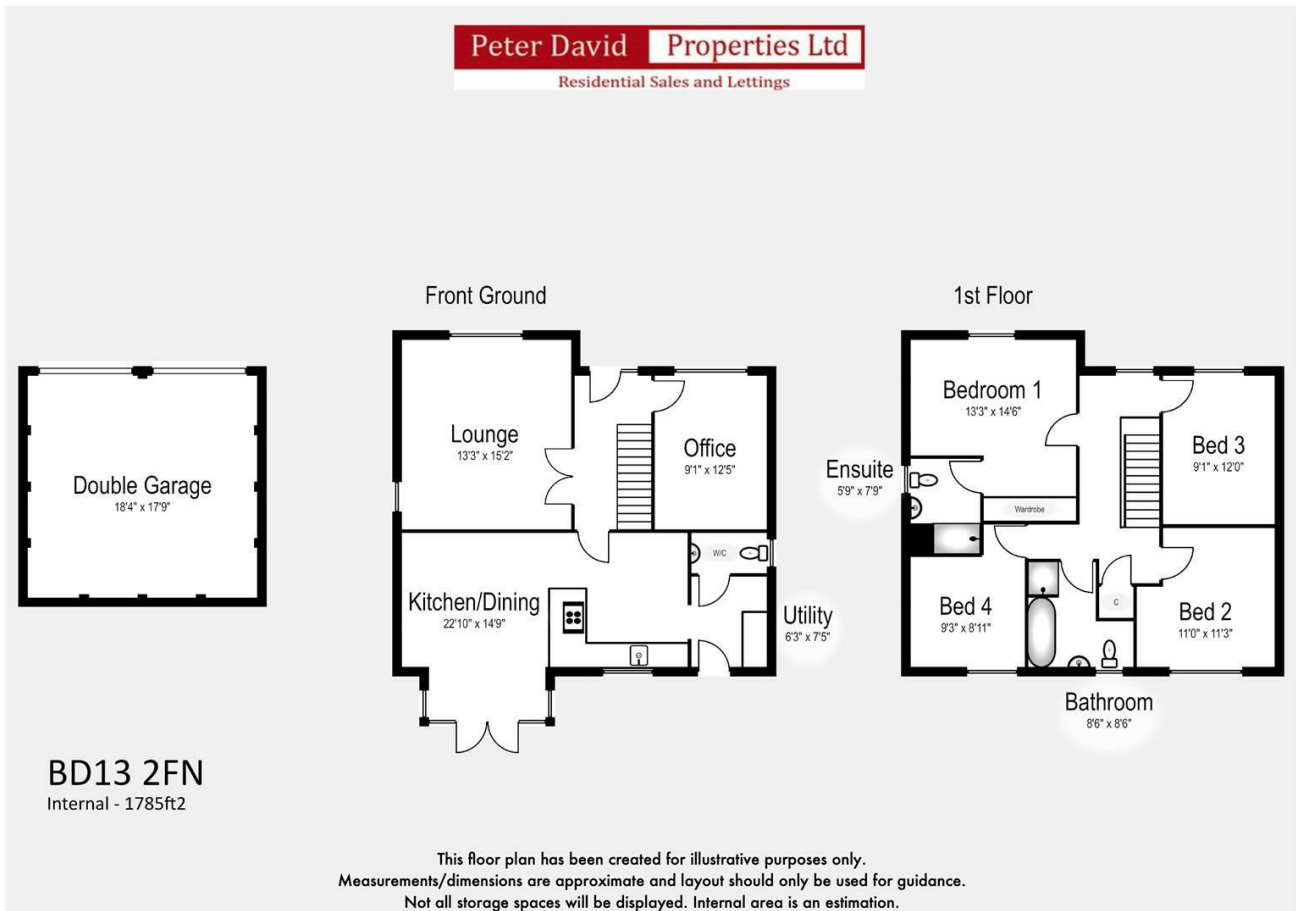 Peter David Properties Ltd
Residential Sales and Lettings
Front Ground
1st Floor
Double Garage
18'4" x 17'9"
Lounge
13'3" x 15'2"
Office
9'1" x 12'5"
W/C
Kitchen/Dining
22'10" x 14'9"
Utility
6'3" x 7'5"
Bedroom 1
13'3" x 14'6"
Bed 3
9'1" x 12'0"
Ensuite
5'9" x 7'9"
Wardrobe
Bed 4
9'3" x 8'11"
C
Bed 2
11'0" x 11'3"
Bathroom
8'6" x 8'6"
BD13 2FN
Internal - 1785ft2
This floor plan has been created for illustrative purposes only.
Measurements/dimensions are approximate and layout should only be used for guidance.
Not all storage spaces will be displayed. Internal area is an estimation.